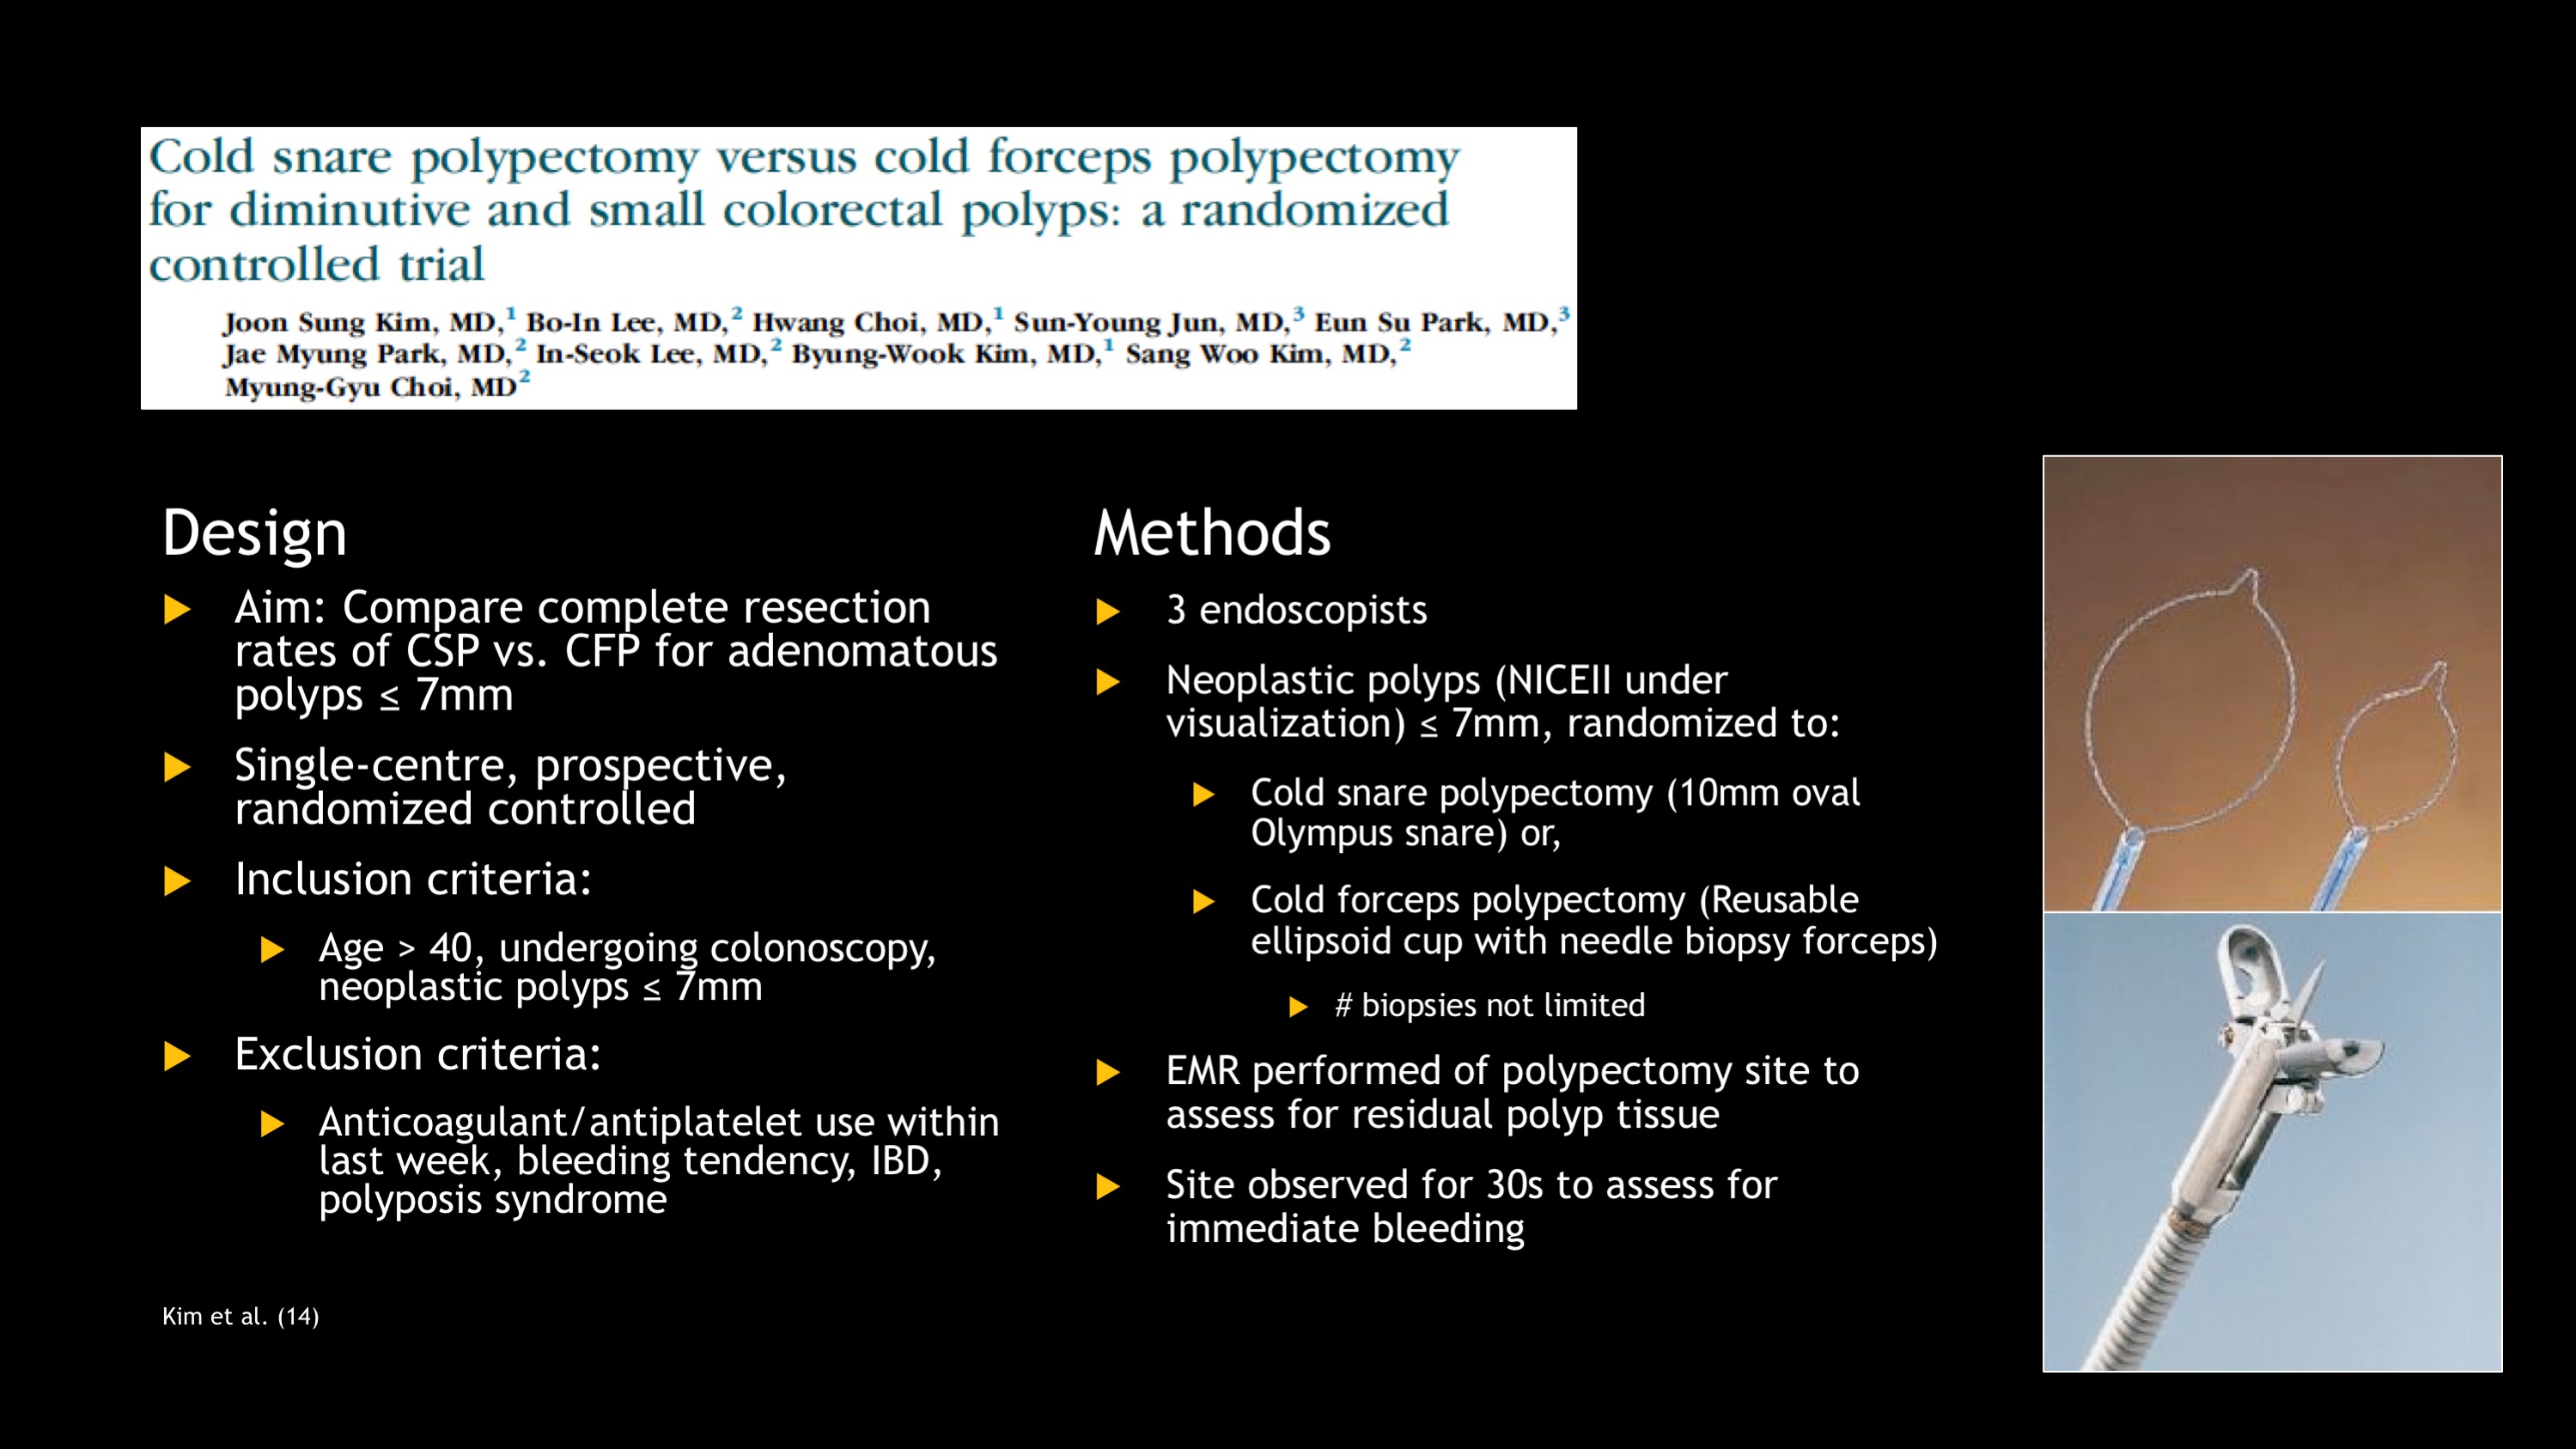 Cold snare polypectomy versus cold forceps polypectomy
for diminutive and small colorectal polyps: a randomized
controlled trial
Joon Sung Kim, MD,1 Bo-In Lee, MD,2 Hwang Choi, MD,1 Sun-Young Jun, MD,3 Eun Su Park, MD,3
Jae Myung Park, MD,2 In-Seok Lee, MD,2 Byung-Wook Kim, MD,1 Sang Woo Kim, MD,2
Myung-Gyu Choi, MD2
Design
Aim: Compare complete resection
rates of CSP vs. CFP for adenomatous
polyps ≤ 7mm
Single-centre, prospective,
randomized controlled
Inclusion criteria:
Age > 40, undergoing colonoscopy,
neoplastic polyps ≤ 7mm
Exclusion criteria:
Anticoagulant/antiplatelet use within
last week, bleeding tendency, IBD,
polyposis syndrome
Methods
3 endoscopists
Neoplastic polyps (NICEII under
visualization) ≤ 7mm, randomized to:
Cold snare polypectomy (10mm oval
Olympus snare) or,
Cold forceps polypectomy (Reusable
ellipsoid cup with needle biopsy forceps)
# biopsies not limited
EMR performed of polypectomy site to
assess for residual polyp tissue
Site observed for 30s to assess for
immediate bleeding
Kim et al. (14)